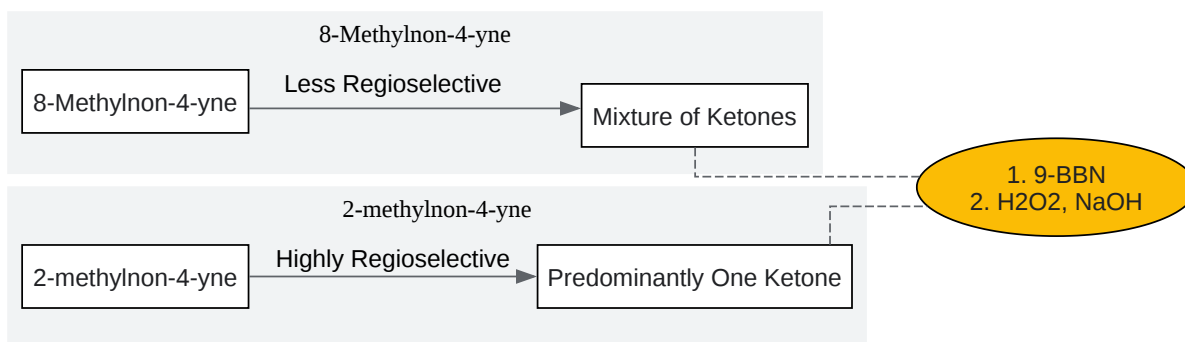 8-Methylnon-4-yne
8-Methylnon-4-yne
Less Regioselective
Mixture of Ketones
1. 9-BBN
2. H2O2, NaOH
2-methylnon-4-yne
2-methylnon-4-yne
Highly Regioselective
Predominantly One Ketone